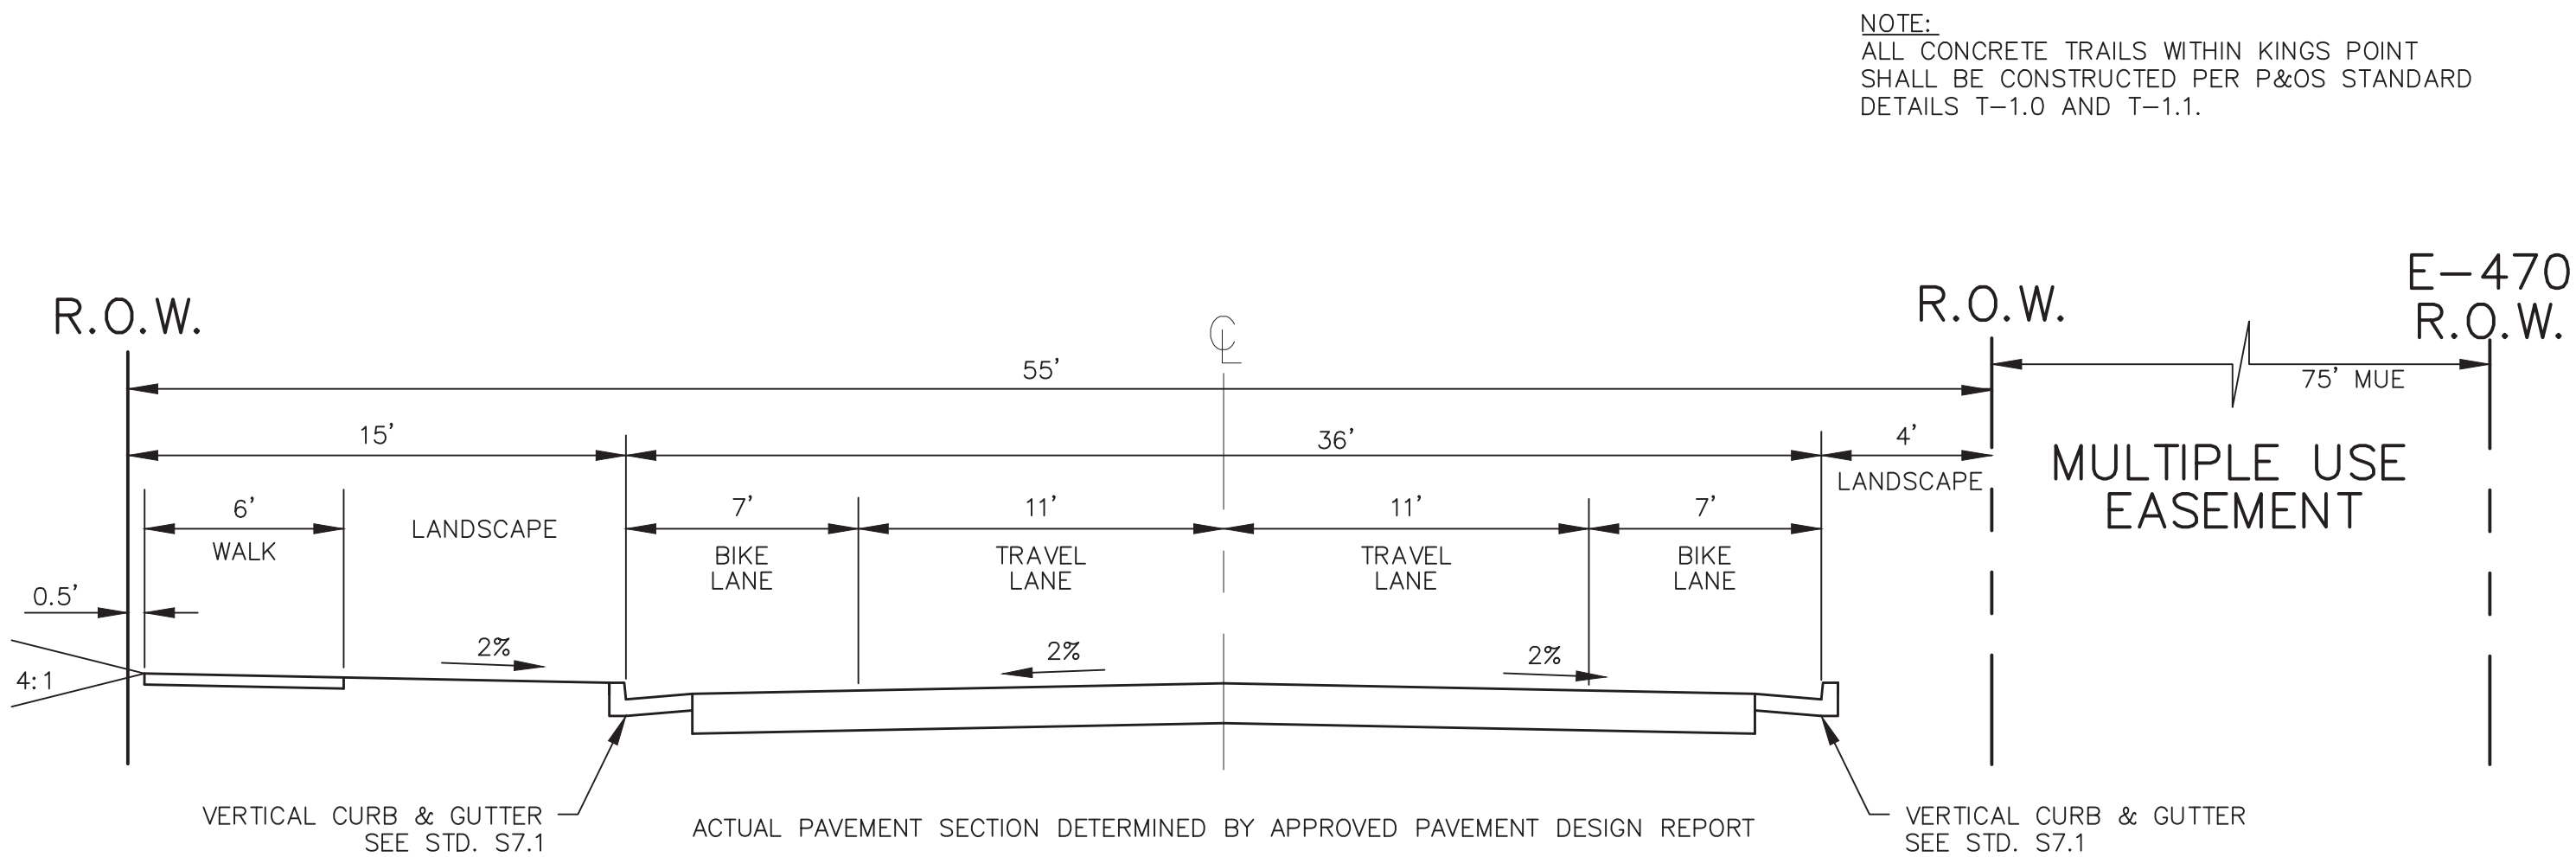 NOTE:
ALL CONCRETE TRAILS WITHIN KINGS POINT
SHALL BE CONSTRUCTED PER P&OS STANDARD
DETAILS T-1.0 AND T-1.1.
R.O.W.
R.O.W.
E-470
R.O.W.
CL
55'
75' MUE
15'
36'
4'
LANDSCAPE
MULTIPLE USE
EASEMENT
6'
WALK
LANDSCAPE
7'
BIKE
LANE
11'
TRAVEL
LANE
11'
TRAVEL
LANE
7'
BIKE
LANE
0.5'
4:1
2%
2%
2%
VERTICAL CURB & GUTTER
SEE STD. S7.1
ACTUAL PAVEMENT SECTION DETERMINED BY APPROVED PAVEMENT DESIGN REPORT
VERTICAL CURB & GUTTER
SEE STD. S7.1